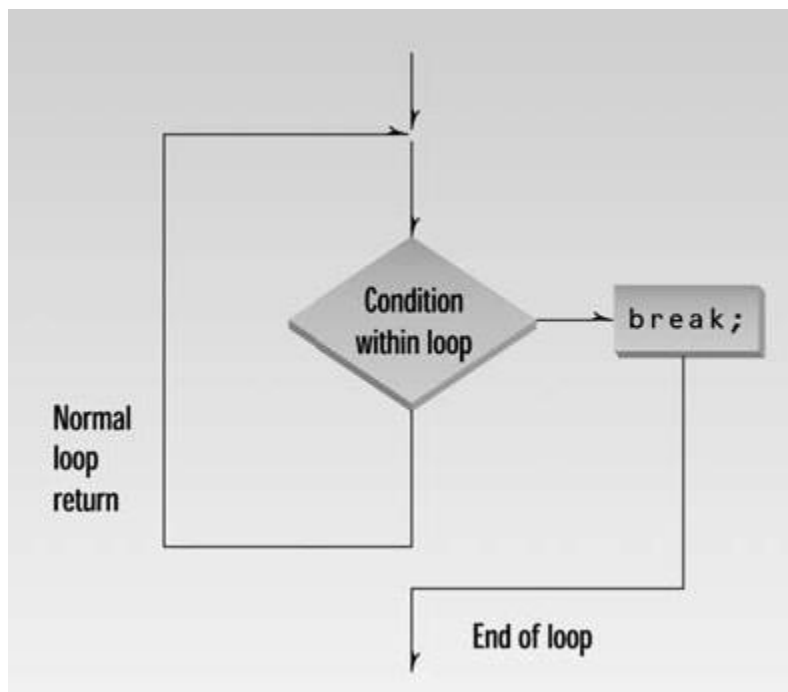 Condition
within loop
break;
Normal
loop
return
End of loop